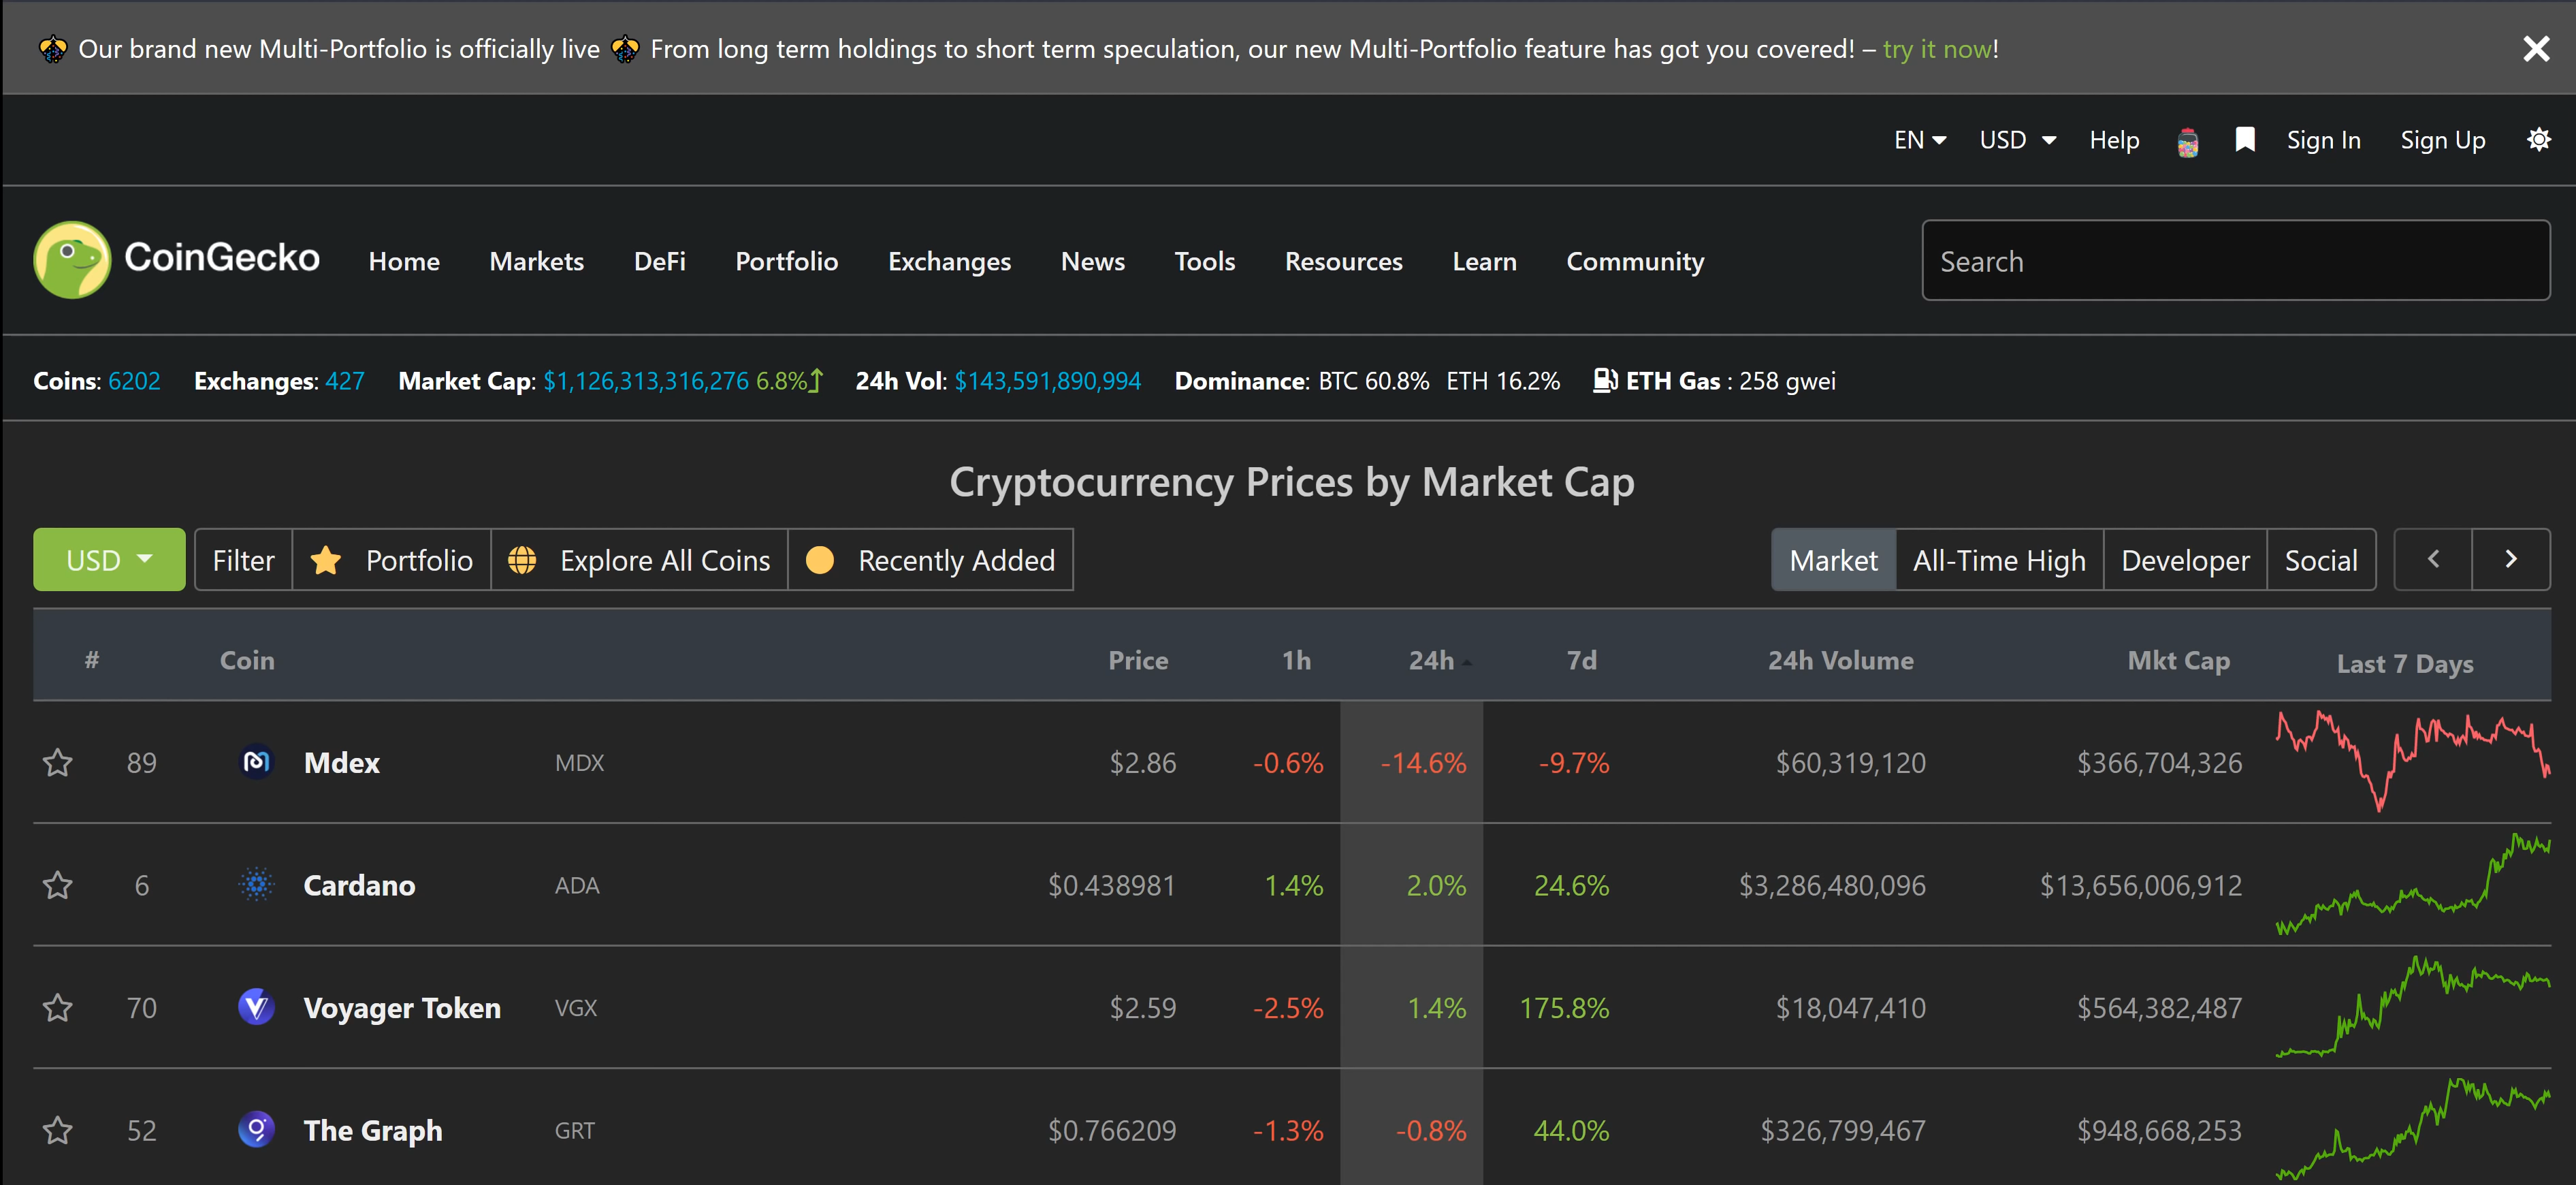 Our brand new Multi-Portfolio is officially live From long term holdings to short term speculation, our new Multi-Portfolio feature has got you covered! – try it now!
EN USD Help Sign In Sign Up
CoinGecko Home Markets DeFi Portfolio Exchanges News Tools Resources Learn Community Search
Coins: 6202 Exchanges: 427 Market Cap: $1,126,313,316,276 6.8% 24h Vol: $143,591,890,994 Dominance: BTC 60.8% ETH 16.2% ETH Gas : 258 gwei
Cryptocurrency Prices by Market Cap
USD Filter Portfolio Explore All Coins Recently Added Market All-Time High Developer Social
# Coin Price 1h 24h 7d 24h Volume Mkt Cap Last 7 Days
89 Mdex MDX $2.86 -0.6% -14.6% -9.7% $60,319,120 $366,704,326
6 Cardano ADA $0.438981 1.4% 2.0% 24.6% $3,286,480,096 $13,656,006,912
70 Voyager Token VGX $2.59 -2.5% 1.4% 175.8% $18,047,410 $564,382,487
52 The Graph GRT $0.766209 -1.3% -0.8% 44.0% $326,799,467 $948,668,253